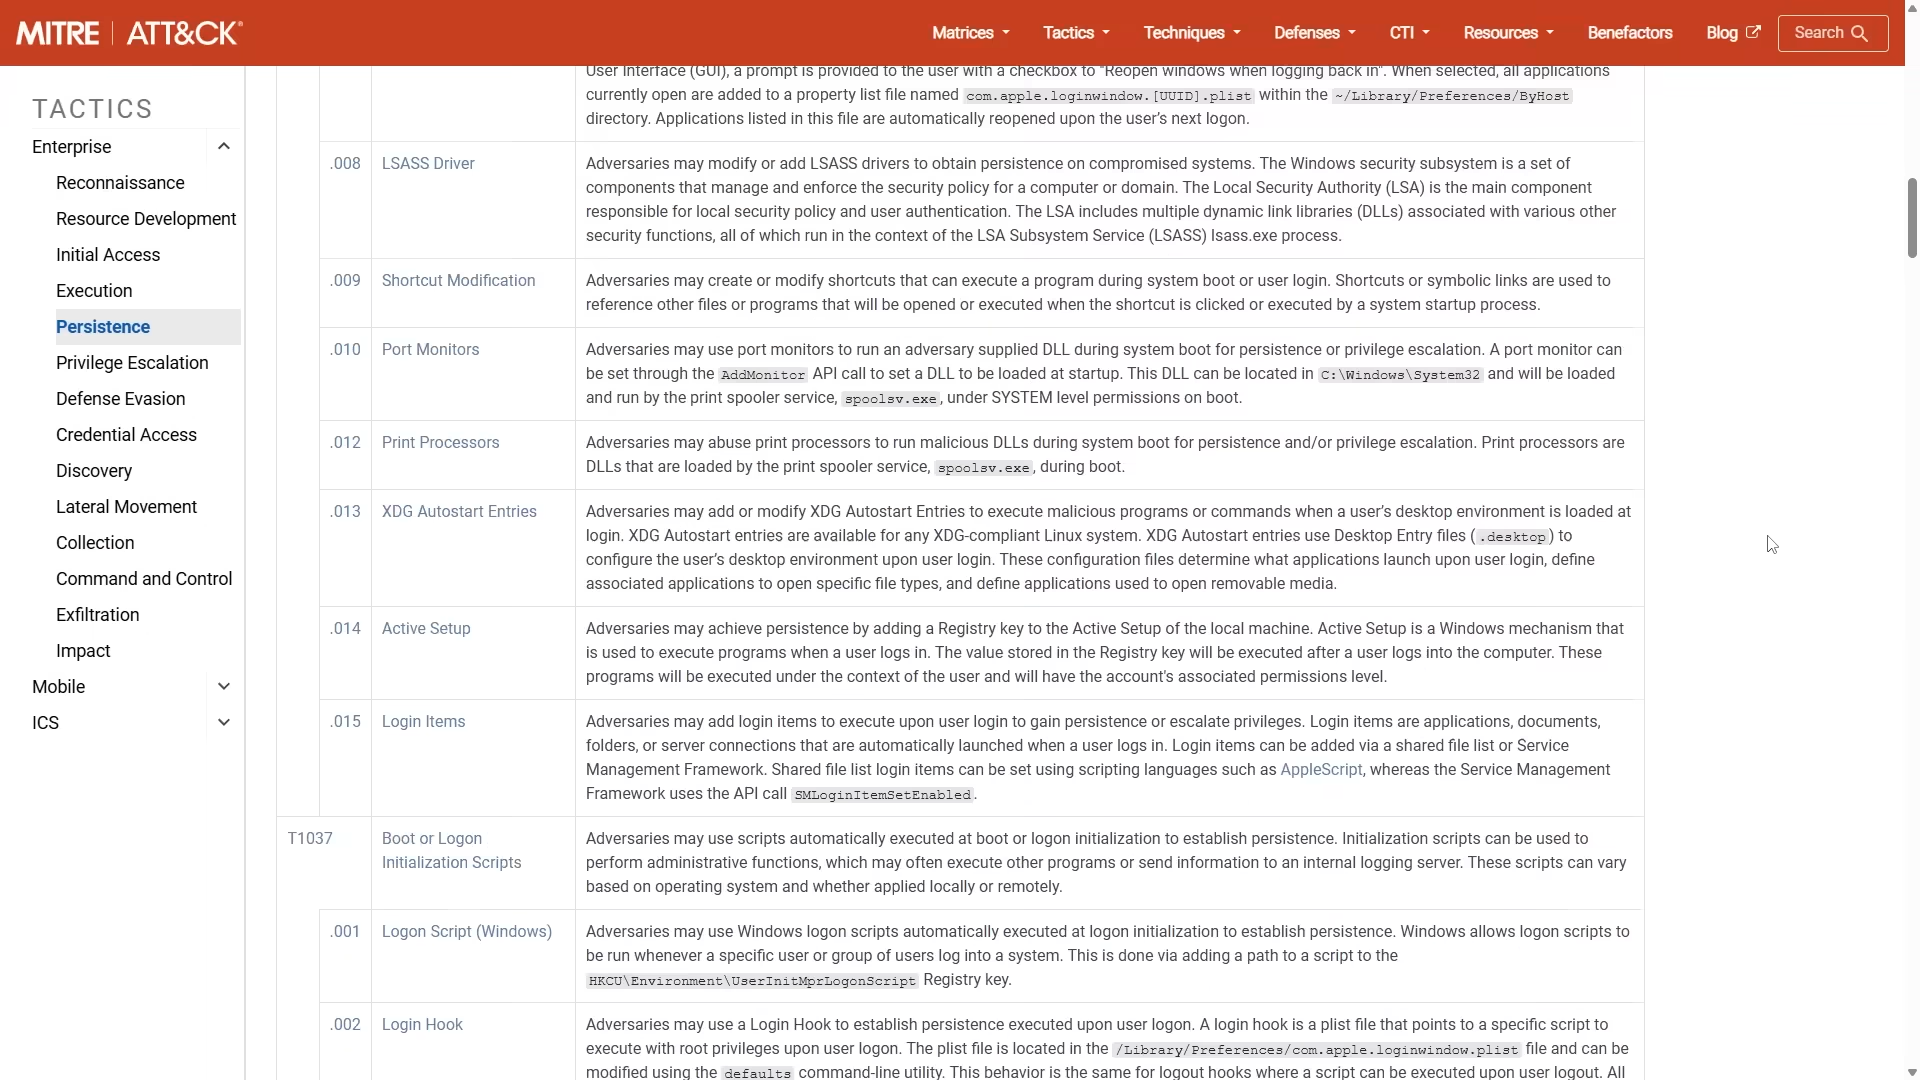 MITRE | ATT&CK®
Matrices
Tactics
Techniques
Defenses
CTI
Resources
Benefactors
Blog
Search
TACTICS
Enterprise
Reconnaissance
Resource Development
Initial Access
Execution
Persistence
Privilege Escalation
Defense Evasion
Credential Access
Discovery
Lateral Movement
Collection
Command and Control
Exfiltration
Impact
Mobile
ICS
User Interface (GUI), a prompt is provided to the user with a checkbox to "Reopen windows when logging back in". When selected, all applications
currently open are added to a property list file named com.apple.loginwindow.[UUID].plist within the ~/Library/Preferences/ByHost
directory. Applications listed in this file are automatically reopened upon the user’s next logon.
.008 LSASS Driver
Adversaries may modify or add LSASS drivers to obtain persistence on compromised systems. The Windows security subsystem is a set of
components that manage and enforce the security policy for a computer or domain. The Local Security Authority (LSA) is the main component
responsible for local security policy and user authentication. The LSA includes multiple dynamic link libraries (DLLs) associated with various other
security functions, all of which run in the context of the LSA Subsystem Service (LSASS) lsass.exe process.
.009 Shortcut Modification
Adversaries may create or modify shortcuts that can execute a program during system boot or user login. Shortcuts or symbolic links are used to
reference other files or programs that will be opened or executed when the shortcut is clicked or executed by a system startup process.
.010 Port Monitors
Adversaries may use port monitors to run an adversary supplied DLL during system boot for persistence or privilege escalation. A port monitor can
be set through the AddMonitor API call to set a DLL to be loaded at startup. This DLL can be located in C:\Windows\System32 and will be loaded
and run by the print spooler service, spoolsv.exe, under SYSTEM level permissions on boot.
.012 Print Processors
Adversaries may abuse print processors to run malicious DLLs during system boot for persistence and/or privilege escalation. Print processors are
DLLs that are loaded by the print spooler service, spoolsv.exe, during boot.
.013 XDG Autostart Entries
Adversaries may add or modify XDG Autostart Entries to execute malicious programs or commands when a user’s desktop environment is loaded at
login. XDG Autostart entries are available for any XDG-compliant Linux system. XDG Autostart entries use Desktop Entry files (.desktop) to
configure the user’s desktop environment upon user login. These configuration files determine what applications launch upon user login, define
associated applications to open specific file types, and define applications used to open removable media.
.014 Active Setup
Adversaries may achieve persistence by adding a Registry key to the Active Setup of the local machine. Active Setup is a Windows mechanism that
is used to execute programs when a user logs in. The value stored in the Registry key will be executed after a user logs into the computer. These
programs will be executed under the context of the user and will have the account's associated permissions level.
.015 Login Items
Adversaries may add login items to execute upon user login to gain persistence or escalate privileges. Login items are applications, documents,
folders, or server connections that are automatically launched when a user logs in. Login items can be added via a shared file list or Service
Management Framework. Shared file list login items can be set using scripting languages such as AppleScript, whereas the Service Management
Framework uses the API call SMLoginItemSetEnabled.
T1037 Boot or Logon
Initialization Scripts
Adversaries may use scripts automatically executed at boot or logon initialization to establish persistence. Initialization scripts can be used to
perform administrative functions, which may often execute other programs or send information to an internal logging server. These scripts can vary
based on operating system and whether applied locally or remotely.
.001 Logon Script (Windows)
Adversaries may use Windows logon scripts automatically executed at logon initialization to establish persistence. Windows allows logon scripts to
be run whenever a specific user or group of users log into a system. This is done via adding a path to a script to the
HKCU\Environment\UserInitMprLogonScript Registry key.
.002 Login Hook
Adversaries may use a Login Hook to establish persistence executed upon user logon. A login hook is a plist file that points to a specific script to
execute with root privileges upon user logon. The plist file is located in the /Library/Preferences/com.apple.loginwindow.plist file and can be
modified using the defaults command-line utility. This behavior is the same for logout hooks where a script can be executed upon user logout. All